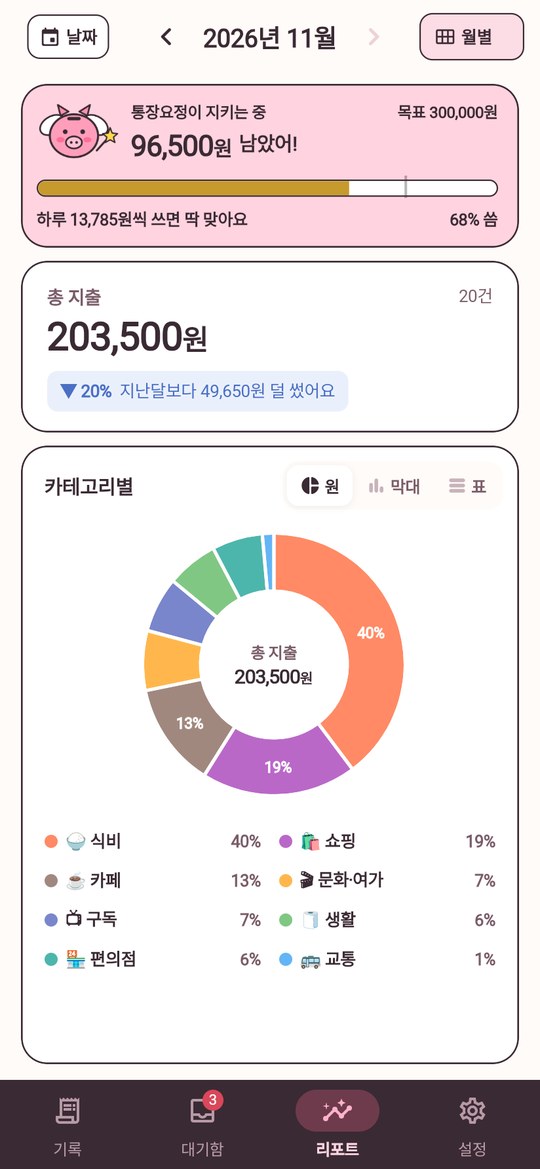 날짜
2026년 11월
월별
통장요정이 지키는 중
목표 300,000원
96,500원 남았어!
하루 13,785원씩 쓰면 딱 맞아요
68% 씀
총 지출
20건
203,500원
▼ 20% 지난달보다 49,650원 덜 썼어요
카테고리별
원
막대
표
40%
13%
19%
총 지출
203,500원
식비 40%
쇼핑 19%
카페 13%
문화·여가 7%
구독 7%
생활 6%
편의점 6%
교통 1%
3
기록
대기함
리포트
설정